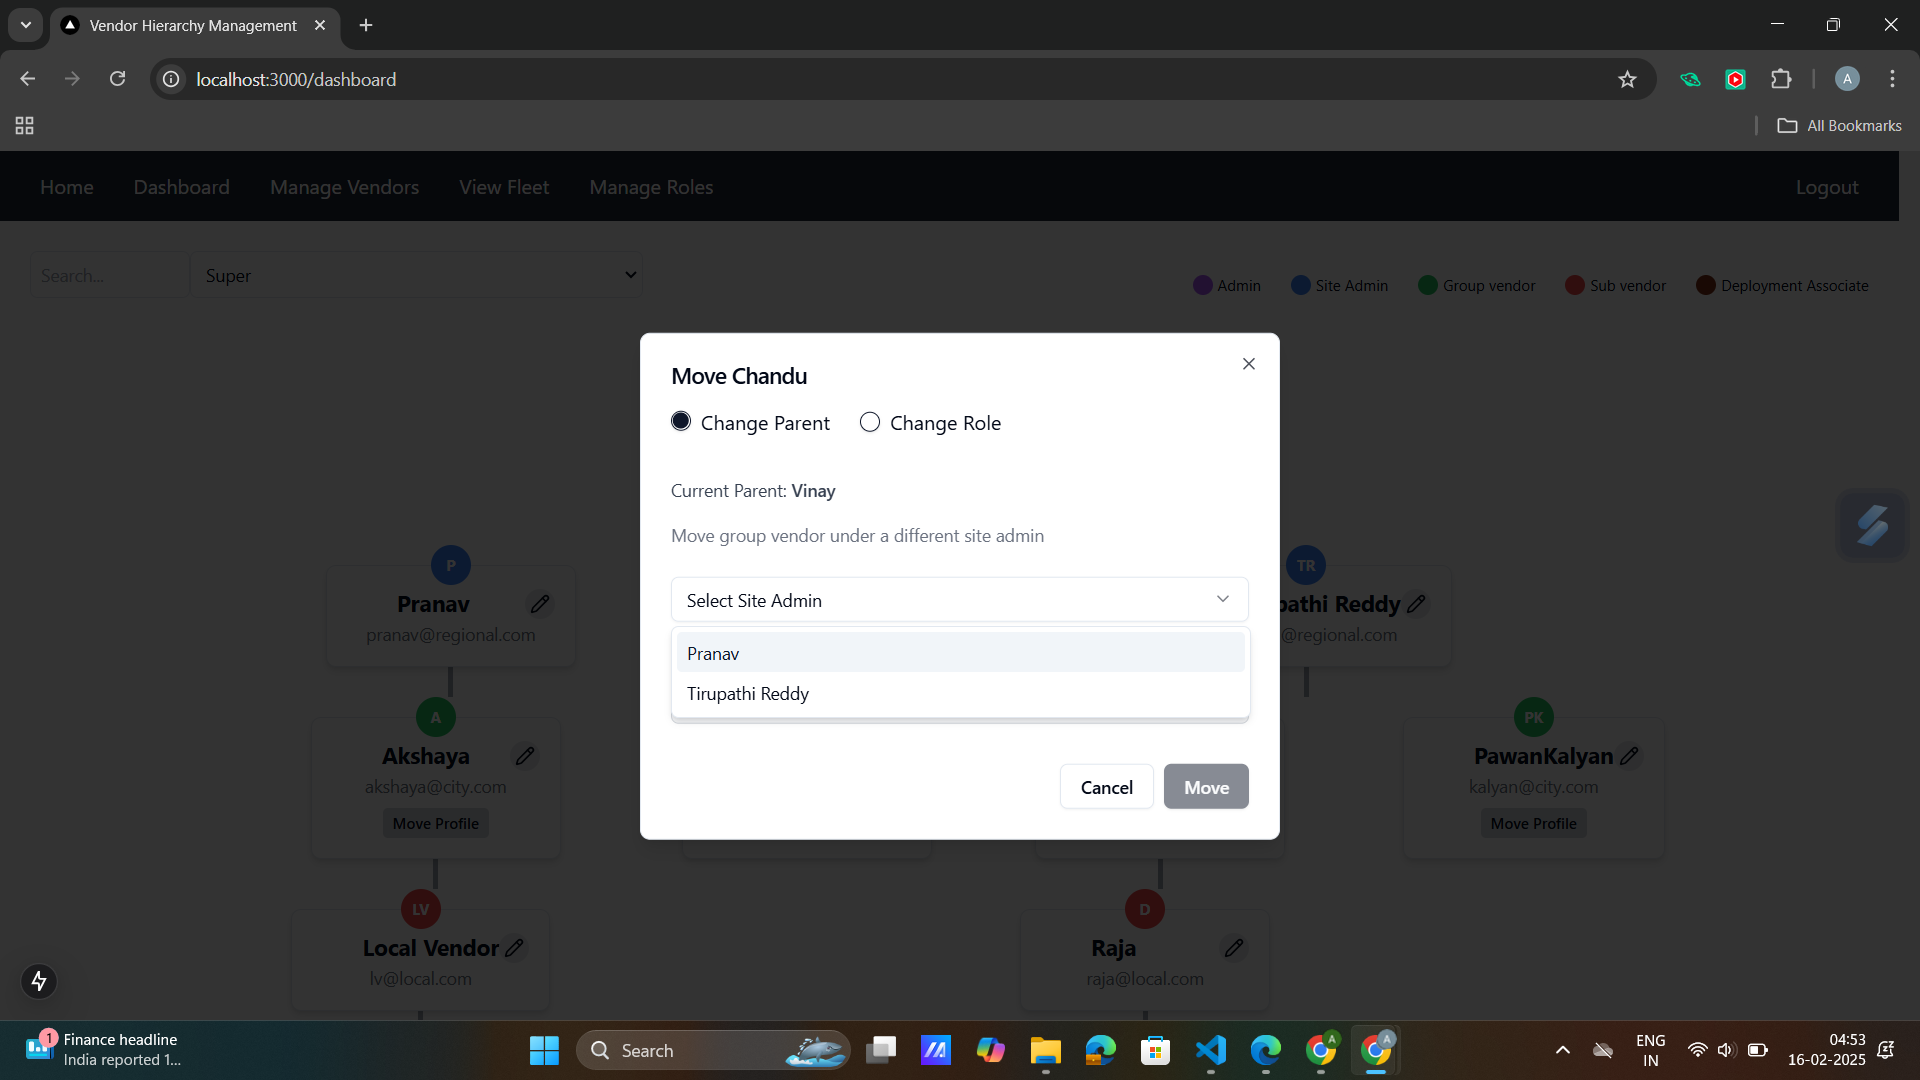 Vendor Hierarchy Management
localhost:3000/dashboard
A
All Bookmarks
Home Dashboard Manage Vendors View Fleet Manage Roles Logout
Search... Super
Admin Site Admin Group vendor Sub vendor Deployment Associate
Move Chandu
Change Parent Change Role
Current Parent: Vinay
Move group vendor under a different site admin
Select Site Admin
Pranav
Tirupathi Reddy
Cancel Move
P
Pranav
pranav@regional.com
TR
pathi Reddy
@regional.com
A
Akshaya
akshaya@city.com
Move Profile
PK
PawanKalyan
kalyan@city.com
Move Profile
LV
Local Vendor
lv@local.com
D
Raja
raja@local.com
1
Finance headline
India reported 1...
Search
A
A
ENG
IN
04:53
16-02-2025